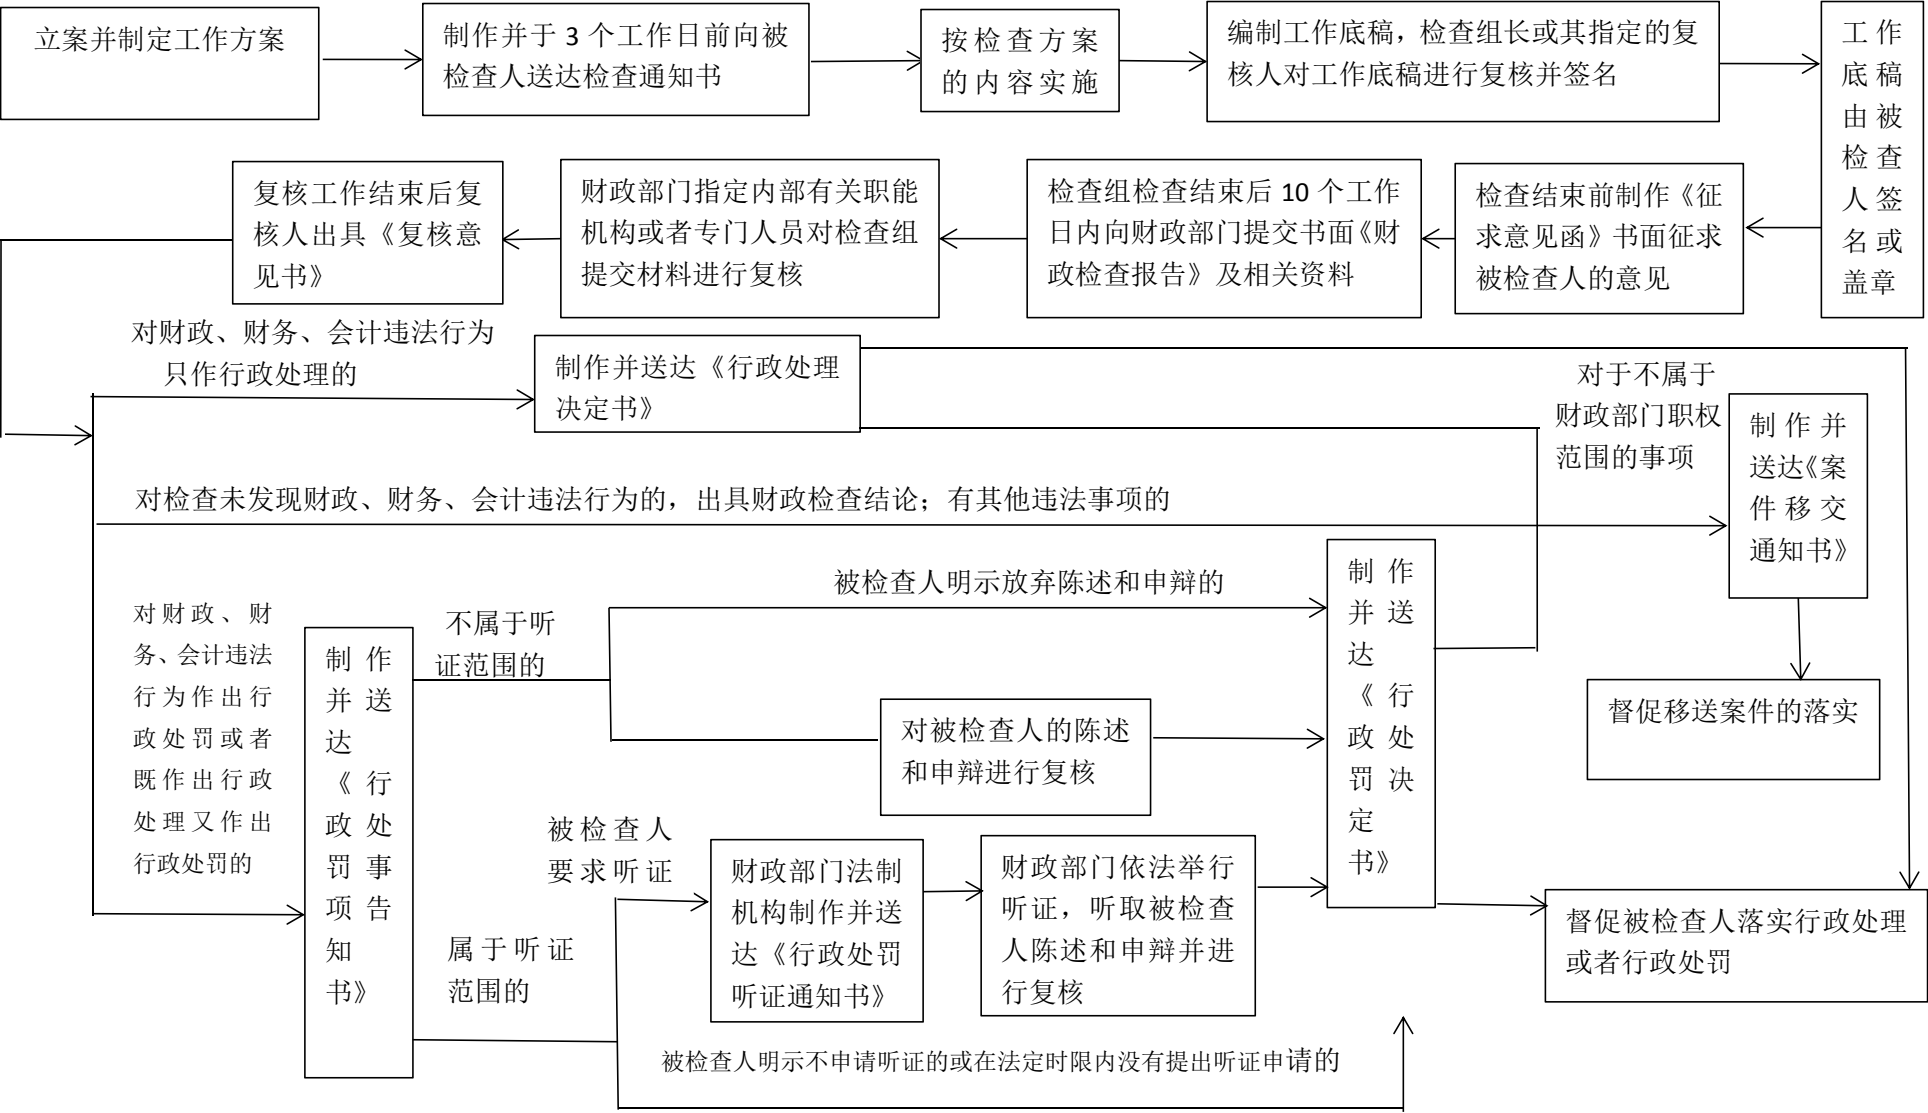 立案并制定工作方案
制作并于 3 个工作日前向被
检查人送达检查通知书
按检查方案
的内容实施
编制工作底稿，检查组长或其指定的复
核人对工作底稿进行复核并签名
工作
底稿
由被
检查
人签
名或
盖章
检查结束前制作《征
求意见函》书面征求
被检查人的意见
检查组检查结束后 10 个工作
日内向财政部门提交书面《财
政检查报告》及相关资料
财政部门指定内部有关职能
机构或者专门人员对检查组
提交材料进行复核
复核工作结束后复
核人出具《复核意
见书》
对财政、财务、会计违法行为
只作行政处理的
制作并送达《行政处理
决定书》
对于不属于
财政部门职权
范围的事项
制作并
送达《案
件移交
通知书》
对检查未发现财政、财务、会计违法行为的，出具财政检查结论；有其他违法事项的
督促移送案件的落实
对财政、财
务、会计违法
行为作出行
政处罚或者
既作出行政
处理又作出
行政处罚的
制作
并送
达
《行
政处
罚事
项告
知
书》
不属于听
证范围的
被检查人明示放弃陈述和申辩的
对被检查人的陈述
和申辩进行复核
属于听证
范围的
被检查人
要求听证
财政部门法制
机构制作并送
达《行政处罚
听证通知书》
财政部门依法举行
听证，听取被检查
人陈述和申辩并进
行复核
被检查人明示不申请听证的或在法定时限内没有提出听证申请的
制作
并送
达
《行
政处
罚决
定
书》
督促被检查人落实行政处理
或者行政处罚